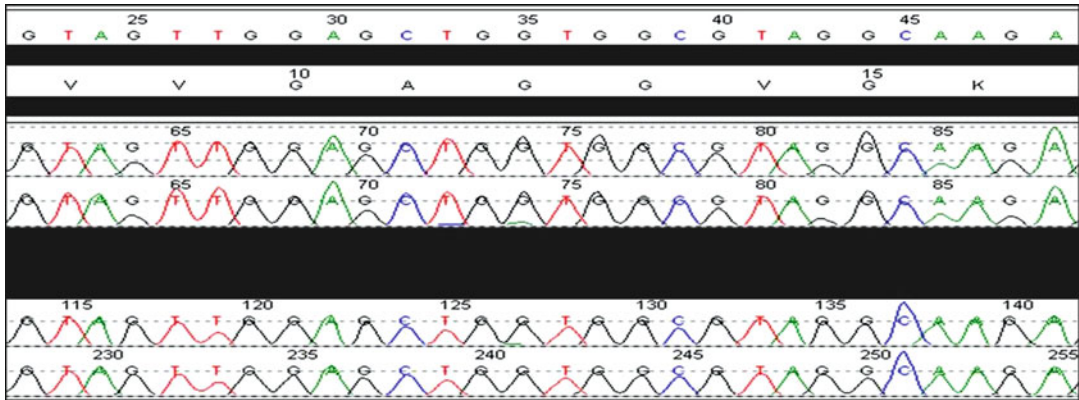 25 30 35 40 45
G T A G T T G G A G C T G G T G G C G T A G G C A A G A
10 15
V V G A G G V G K
65 70 75 80 85
G T A G T T G G A G C T G G T G G C G T A G G C A A G A
65 70 75 80 85
G T A G T T G G A G C T G G T G G C G T A G G C A A G A
115 120 125 130 135 140
G T A G T T G G A G C T G G T G G C G T A G G C A A G A
230 235 240 245 250 255
G T A G T T G G A G C T G G T G G C G T A G G C A A G A